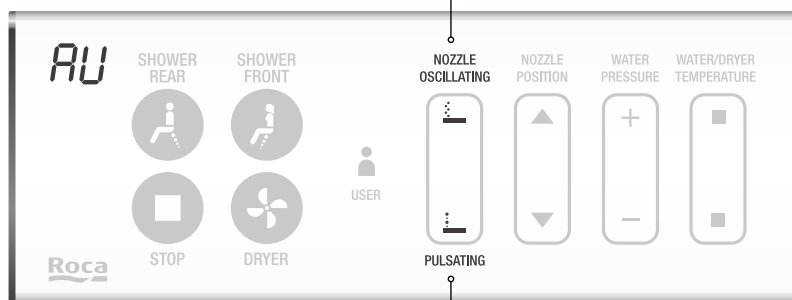 AU
SHOWER
REAR
SHOWER
FRONT
NOZZLE
OSCILLATING
NOZZLE
POSITION
WATER
PRESSURE
WATER/DRYER
TEMPERATURE
USER
STOP
DRYER
PULSATING
Roca